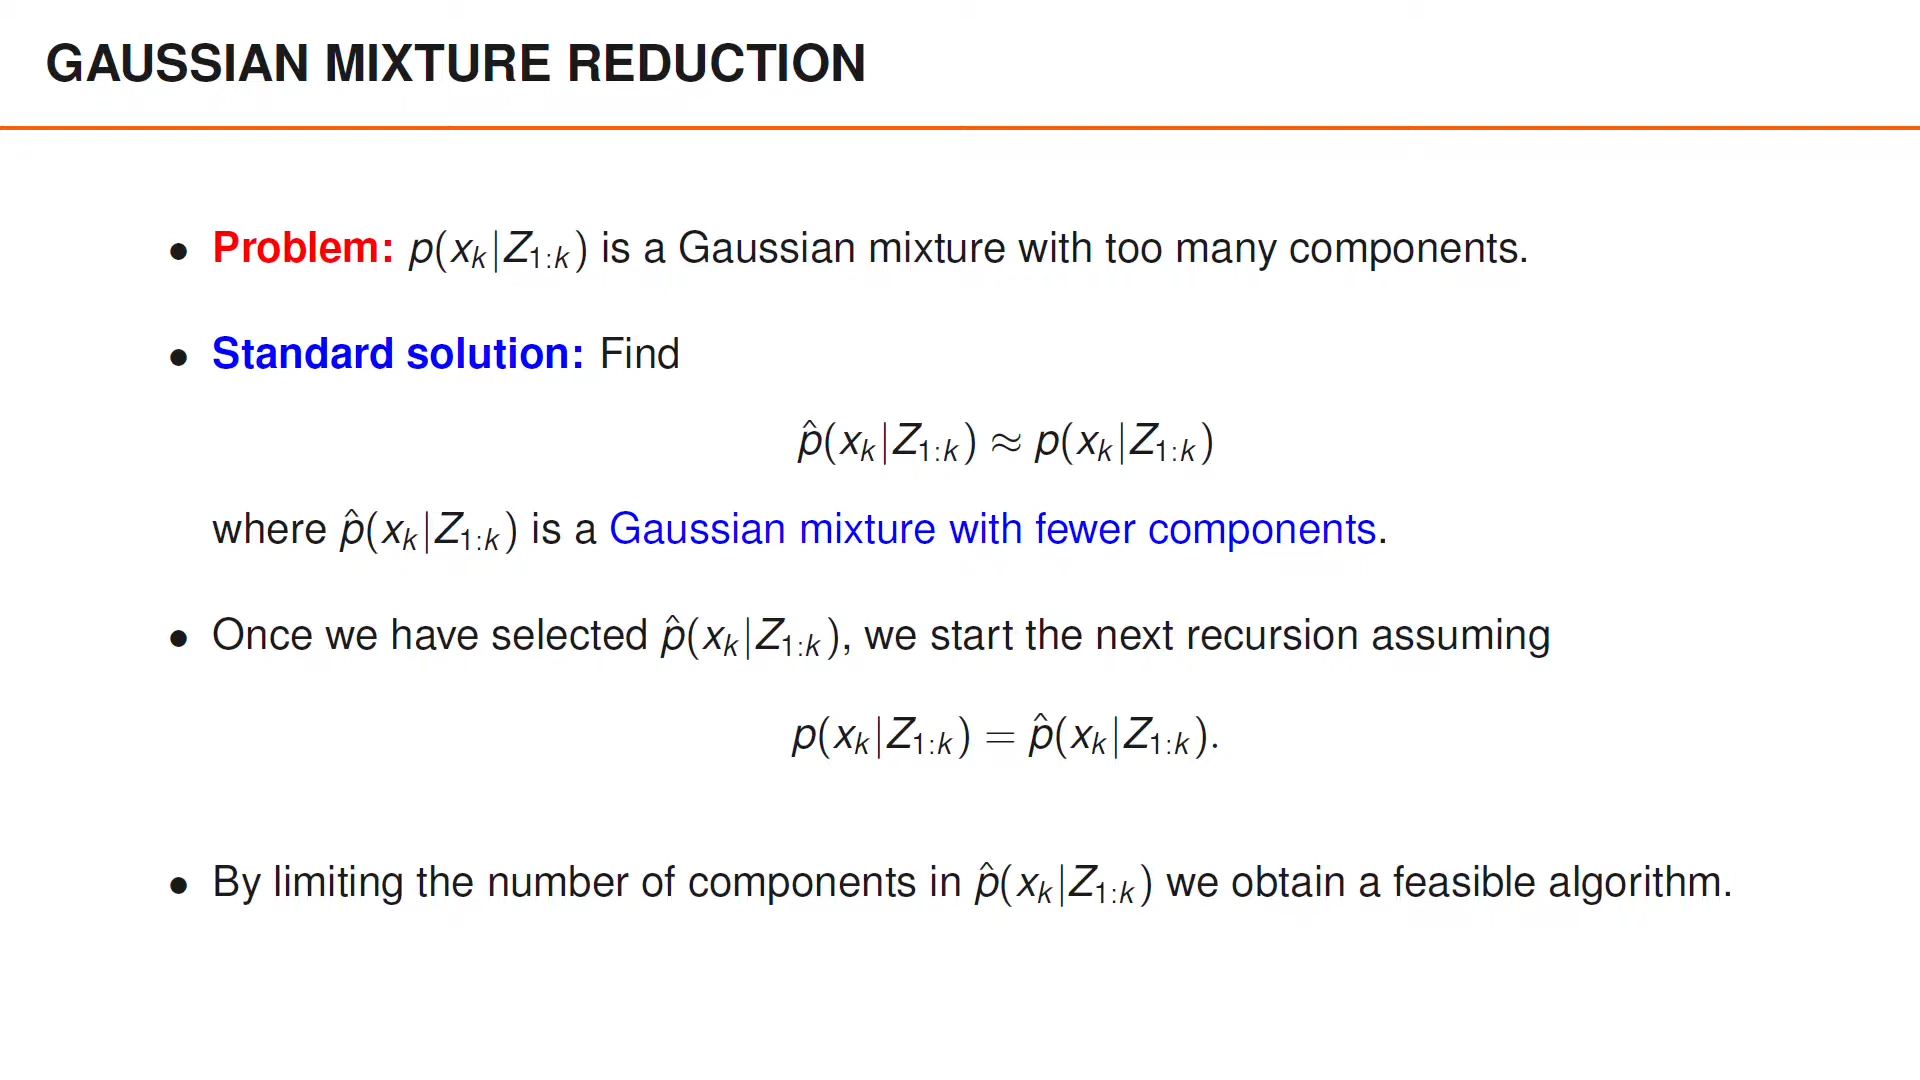 GAUSSIAN MIXTURE REDUCTION
• Problem: p(x_k|Z_{1:k}) is a Gaussian mixture with too many components.
• Standard solution: Find
p̂(x_k|Z_{1:k}) ≈ p(x_k|Z_{1:k})
where p̂(x_k|Z_{1:k}) is a Gaussian mixture with fewer components.
• Once we have selected p̂(x_k|Z_{1:k}), we start the next recursion assuming
p(x_k|Z_{1:k}) = p̂(x_k|Z_{1:k}).
• By limiting the number of components in p̂(x_k|Z_{1:k}) we obtain a feasible algorithm.